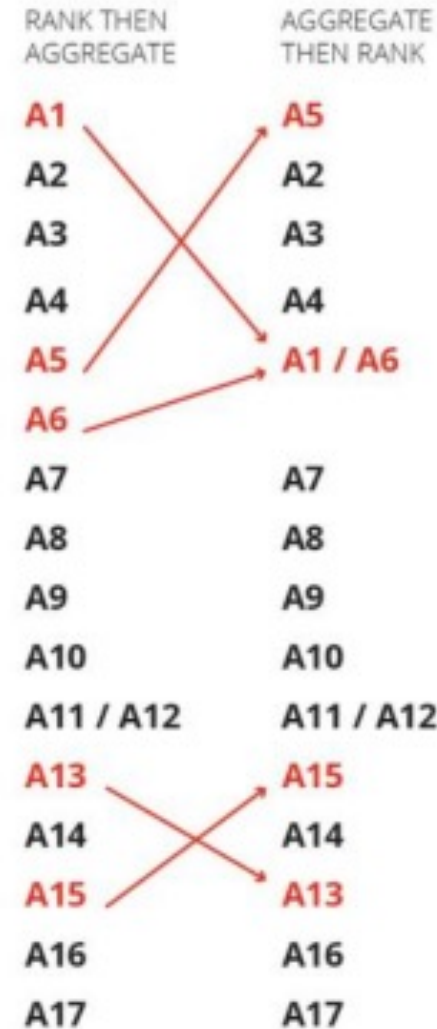 RANK THEN
AGGREGATE
A1
A2
A3
A4
A5
A6
A7
A8
A9
A10
A11 / A12
A13
A14
A15
A16
A17
AGGREGATE
THEN RANK
A5
A2
A3
A4
A1 / A6
A7
A8
A9
A10
A11 / A12
A15
A14
A13
A16
A17